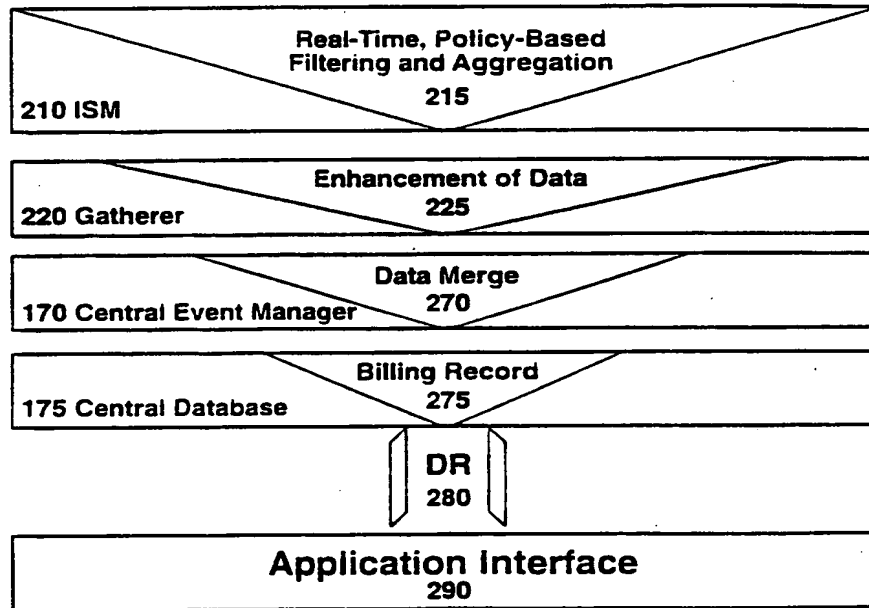 Real-Time, Policy-Based
Filtering and Aggregation
215
210 ISM
Enhancement of Data
225
220 Gatherer
Data Merge
270
170 Central Event Manager
Billing Record
275
175 Central Database
DR
280
Application Interface
290